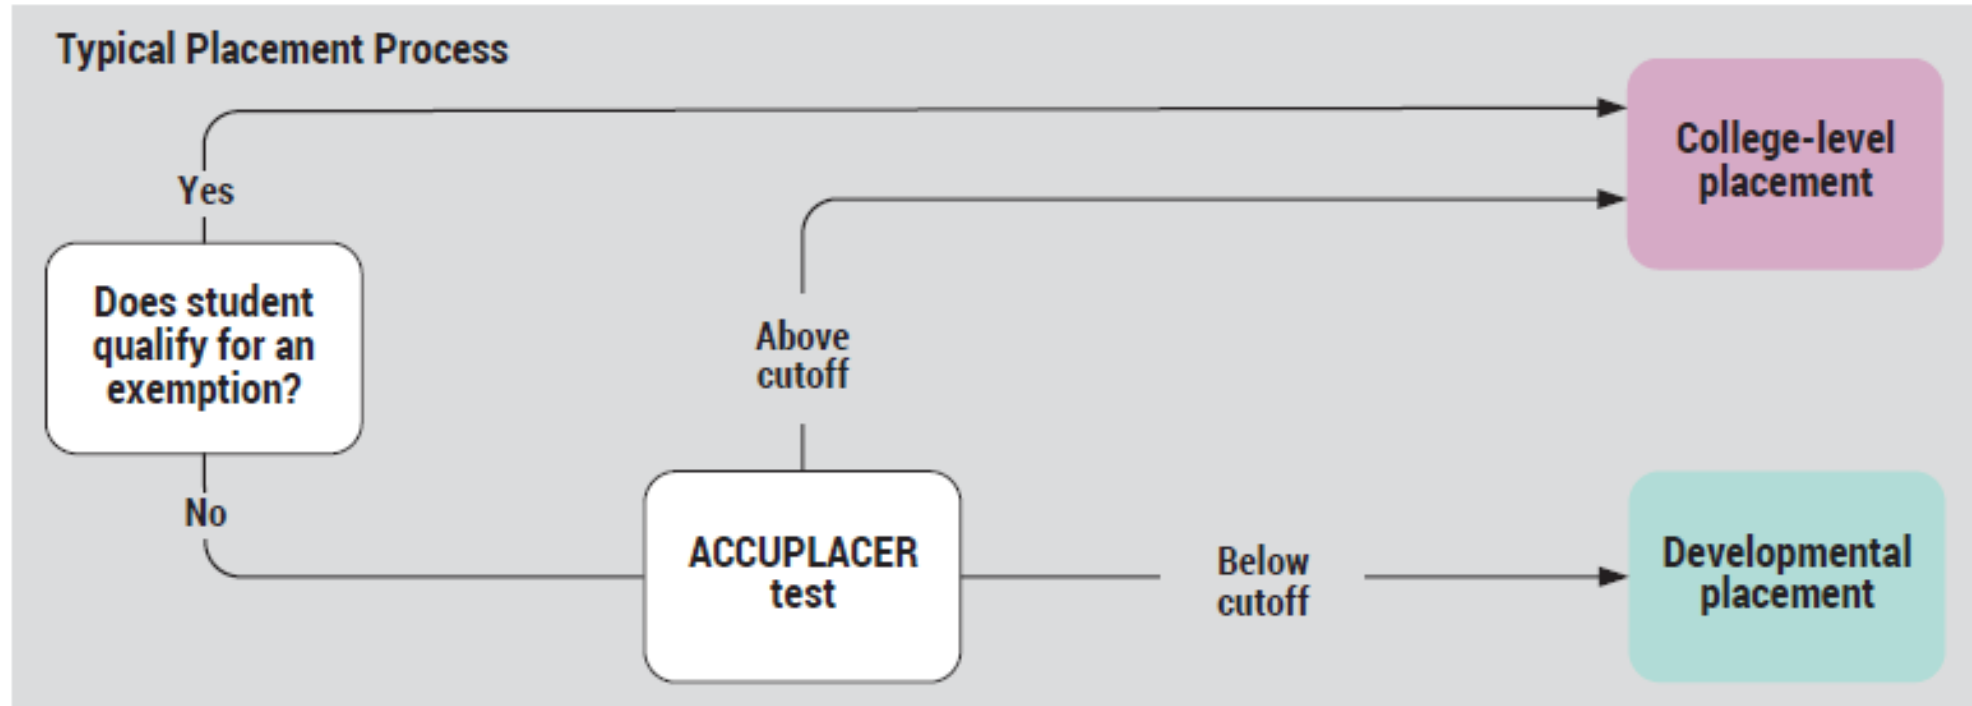 Typical Placement Process
College-level
placement
Yes
Does student
qualify for an
exemption?
Above
cutoff
No
ACCUPLACER
test
Below
cutoff
Developmental
placement